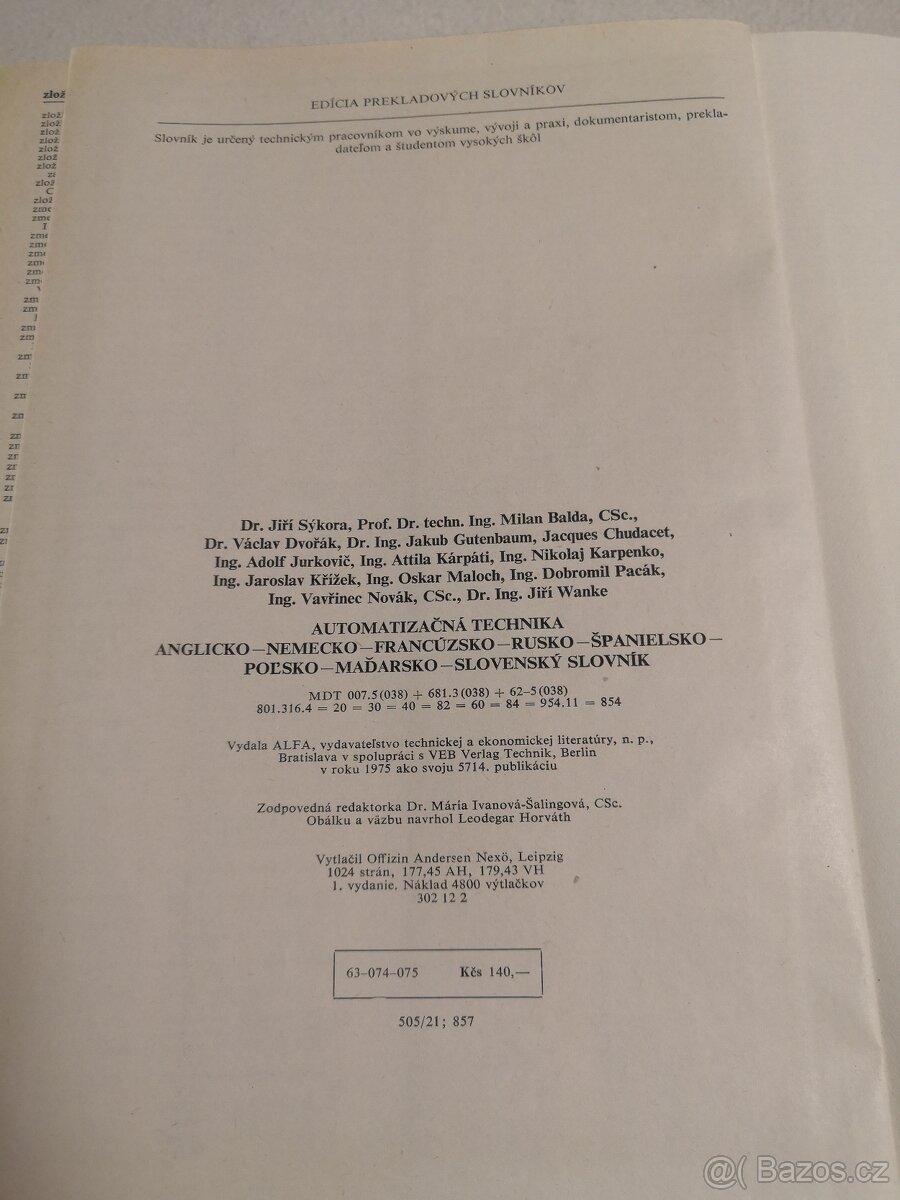 EDÍCIA PREKLADOVÝCH SLOVNÍKOV
Slovník je určený technickým pracovníkom vo výskume, vývoji a praxi, dokumentaristom, prekla-
dateľom a študentom vysokých škôl
Dr. Jiří Sýkora, Prof. Dr. techn. Ing. Milan Balda, CSc.,
Dr. Václav Dvořák, Dr. Ing. Jakub Gutenbaum, Jacques Chudacet,
Ing. Adolf Jurkovič, Ing. Attila Kárpáti, Ing. Nikolaj Karpenko,
Ing. Jaroslav Křížek, Ing. Oskar Maloch, Ing. Dobromil Pacák,
Ing. Vavřinec Novák, CSc., Dr. Ing. Jiří Wanke
AUTOMATIZAČNÁ TECHNIKA
ANGLICKO—NEMECKO—FRANCÚZSKO—RUSKO—ŠPANIELSKO—
POĽSKO—MAĎARSKO—SLOVENSKÝ SLOVNÍK
MDT 007.5(038) + 681.3(038) + 62–5(038)
801.316.4 = 20 = 30 = 40 = 82 = 60 = 84 = 954.11 = 854
Vydala ALFA, vydavateľstvo technickej a ekonomickej literatúry, n. p.,
Bratislava v spolupráci s VEB Verlag Technik, Berlin
v roku 1975 ako svoju 5714. publikáciu
Zodpovedná redaktorka Dr. Mária Ivanová-Šalingová, CSc.
Obálku a väzbu navrhol Leodegar Horváth
Vytlačil Offizin Andersen Nexö, Leipzig
1024 strán, 177,45 AH, 179,43 VH
1. vydanie. Náklad 4800 výtlačkov
302 12 2
63–074–075 Kčs 140,—
505/21; 857
@( Bazos.cz